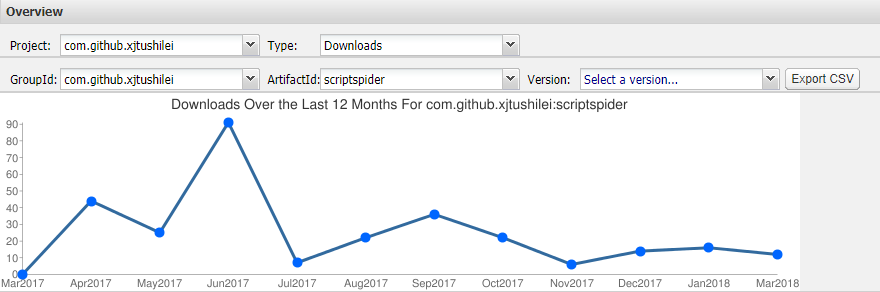 Overview
Project: com.github.xjtushilei Type: Downloads
GroupId: com.github.xjtushilei ArtifactId: scriptspider Version: Select a version... Export CSV
Downloads Over the Last 12 Months For com.github.xjtushilei:scriptspider
90
80
70
60
50
40
30
20
10
0
Mar2017 Apr2017 May2017 Jun2017 Jul2017 Aug2017 Sep2017 Oct2017 Nov2017 Dec2017 Jan2018 Mar2018